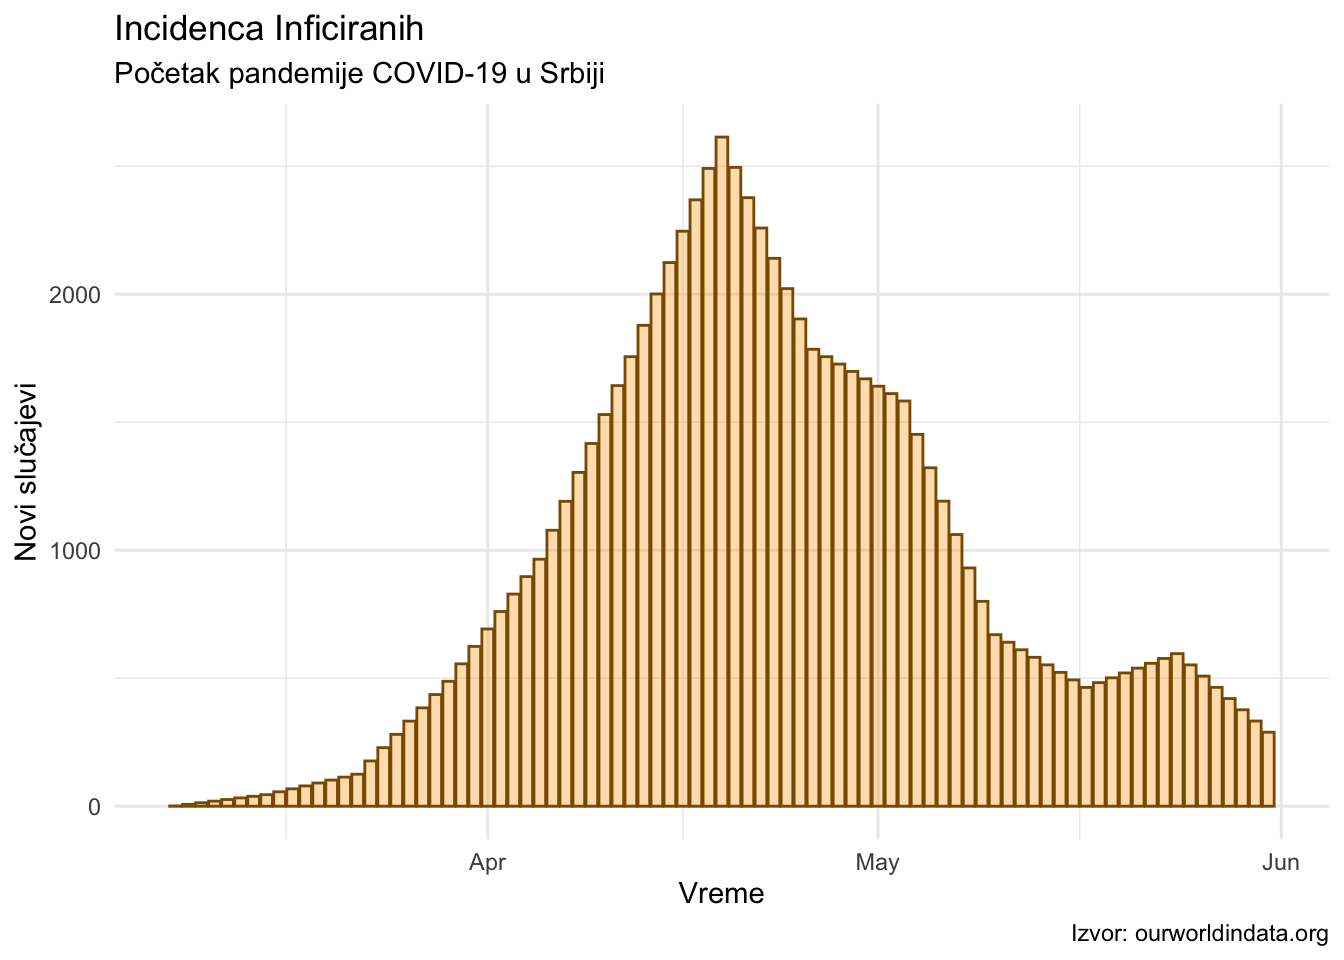 Incidenca Inficiranih
Početak pandemije COVID-19 u Srbiji
Novi slučajevi
2000
1000
0
Apr May Jun
Vreme
Izvor: ourworldindata.org